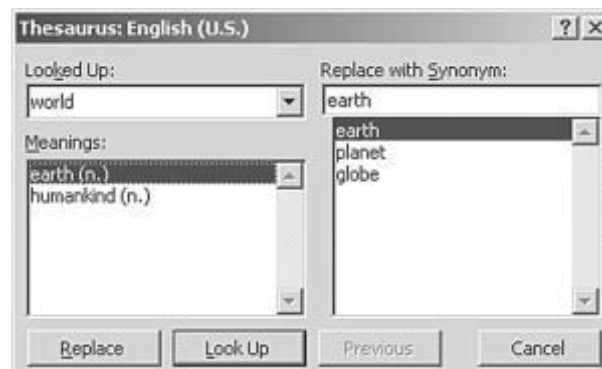 Thesaurus: English (U.S.)
Looked Up:
world
Meanings:
earth (n.)
humankind (n.)
Replace with Synonym:
earth
earth
planet
globe
Replace
Look Up
Previous
Cancel